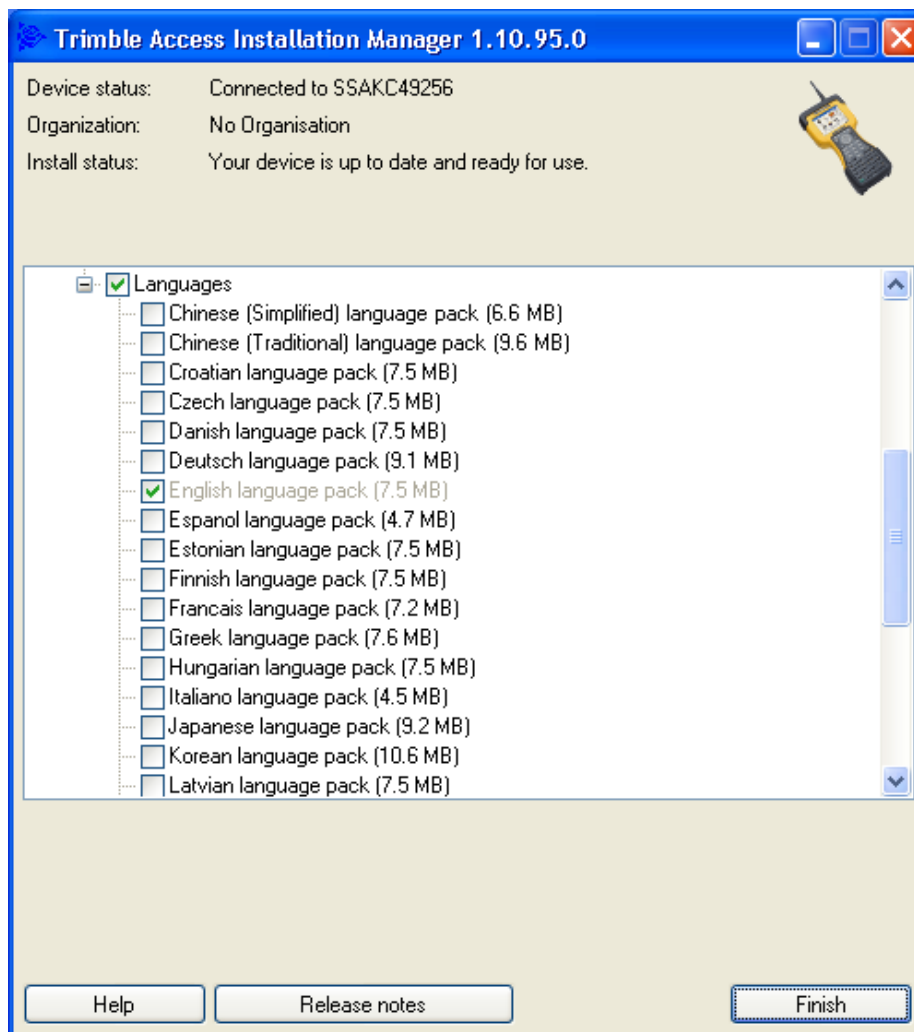 Trimble Access Installation Manager 1.10.95.0
Device status: Connected to SSAKC49256
Organization: No Organisation
Install status: Your device is up to date and ready for use.
Languages
Chinese (Simplified) language pack (6.6 MB)
Chinese (Traditional) language pack (9.6 MB)
Croatian language pack (7.5 MB)
Czech language pack (7.5 MB)
Danish language pack (7.5 MB)
Deutsch language pack (9.1 MB)
English language pack (7.5 MB)
Espanol language pack (4.7 MB)
Estonian language pack (7.5 MB)
Finnish language pack (7.5 MB)
Francais language pack (7.2 MB)
Greek language pack (7.6 MB)
Hungarian language pack (7.5 MB)
Italiano language pack (4.5 MB)
Japanese language pack (9.2 MB)
Korean language pack (10.6 MB)
Latvian language pack (7.5 MB)
Help Release notes Finish